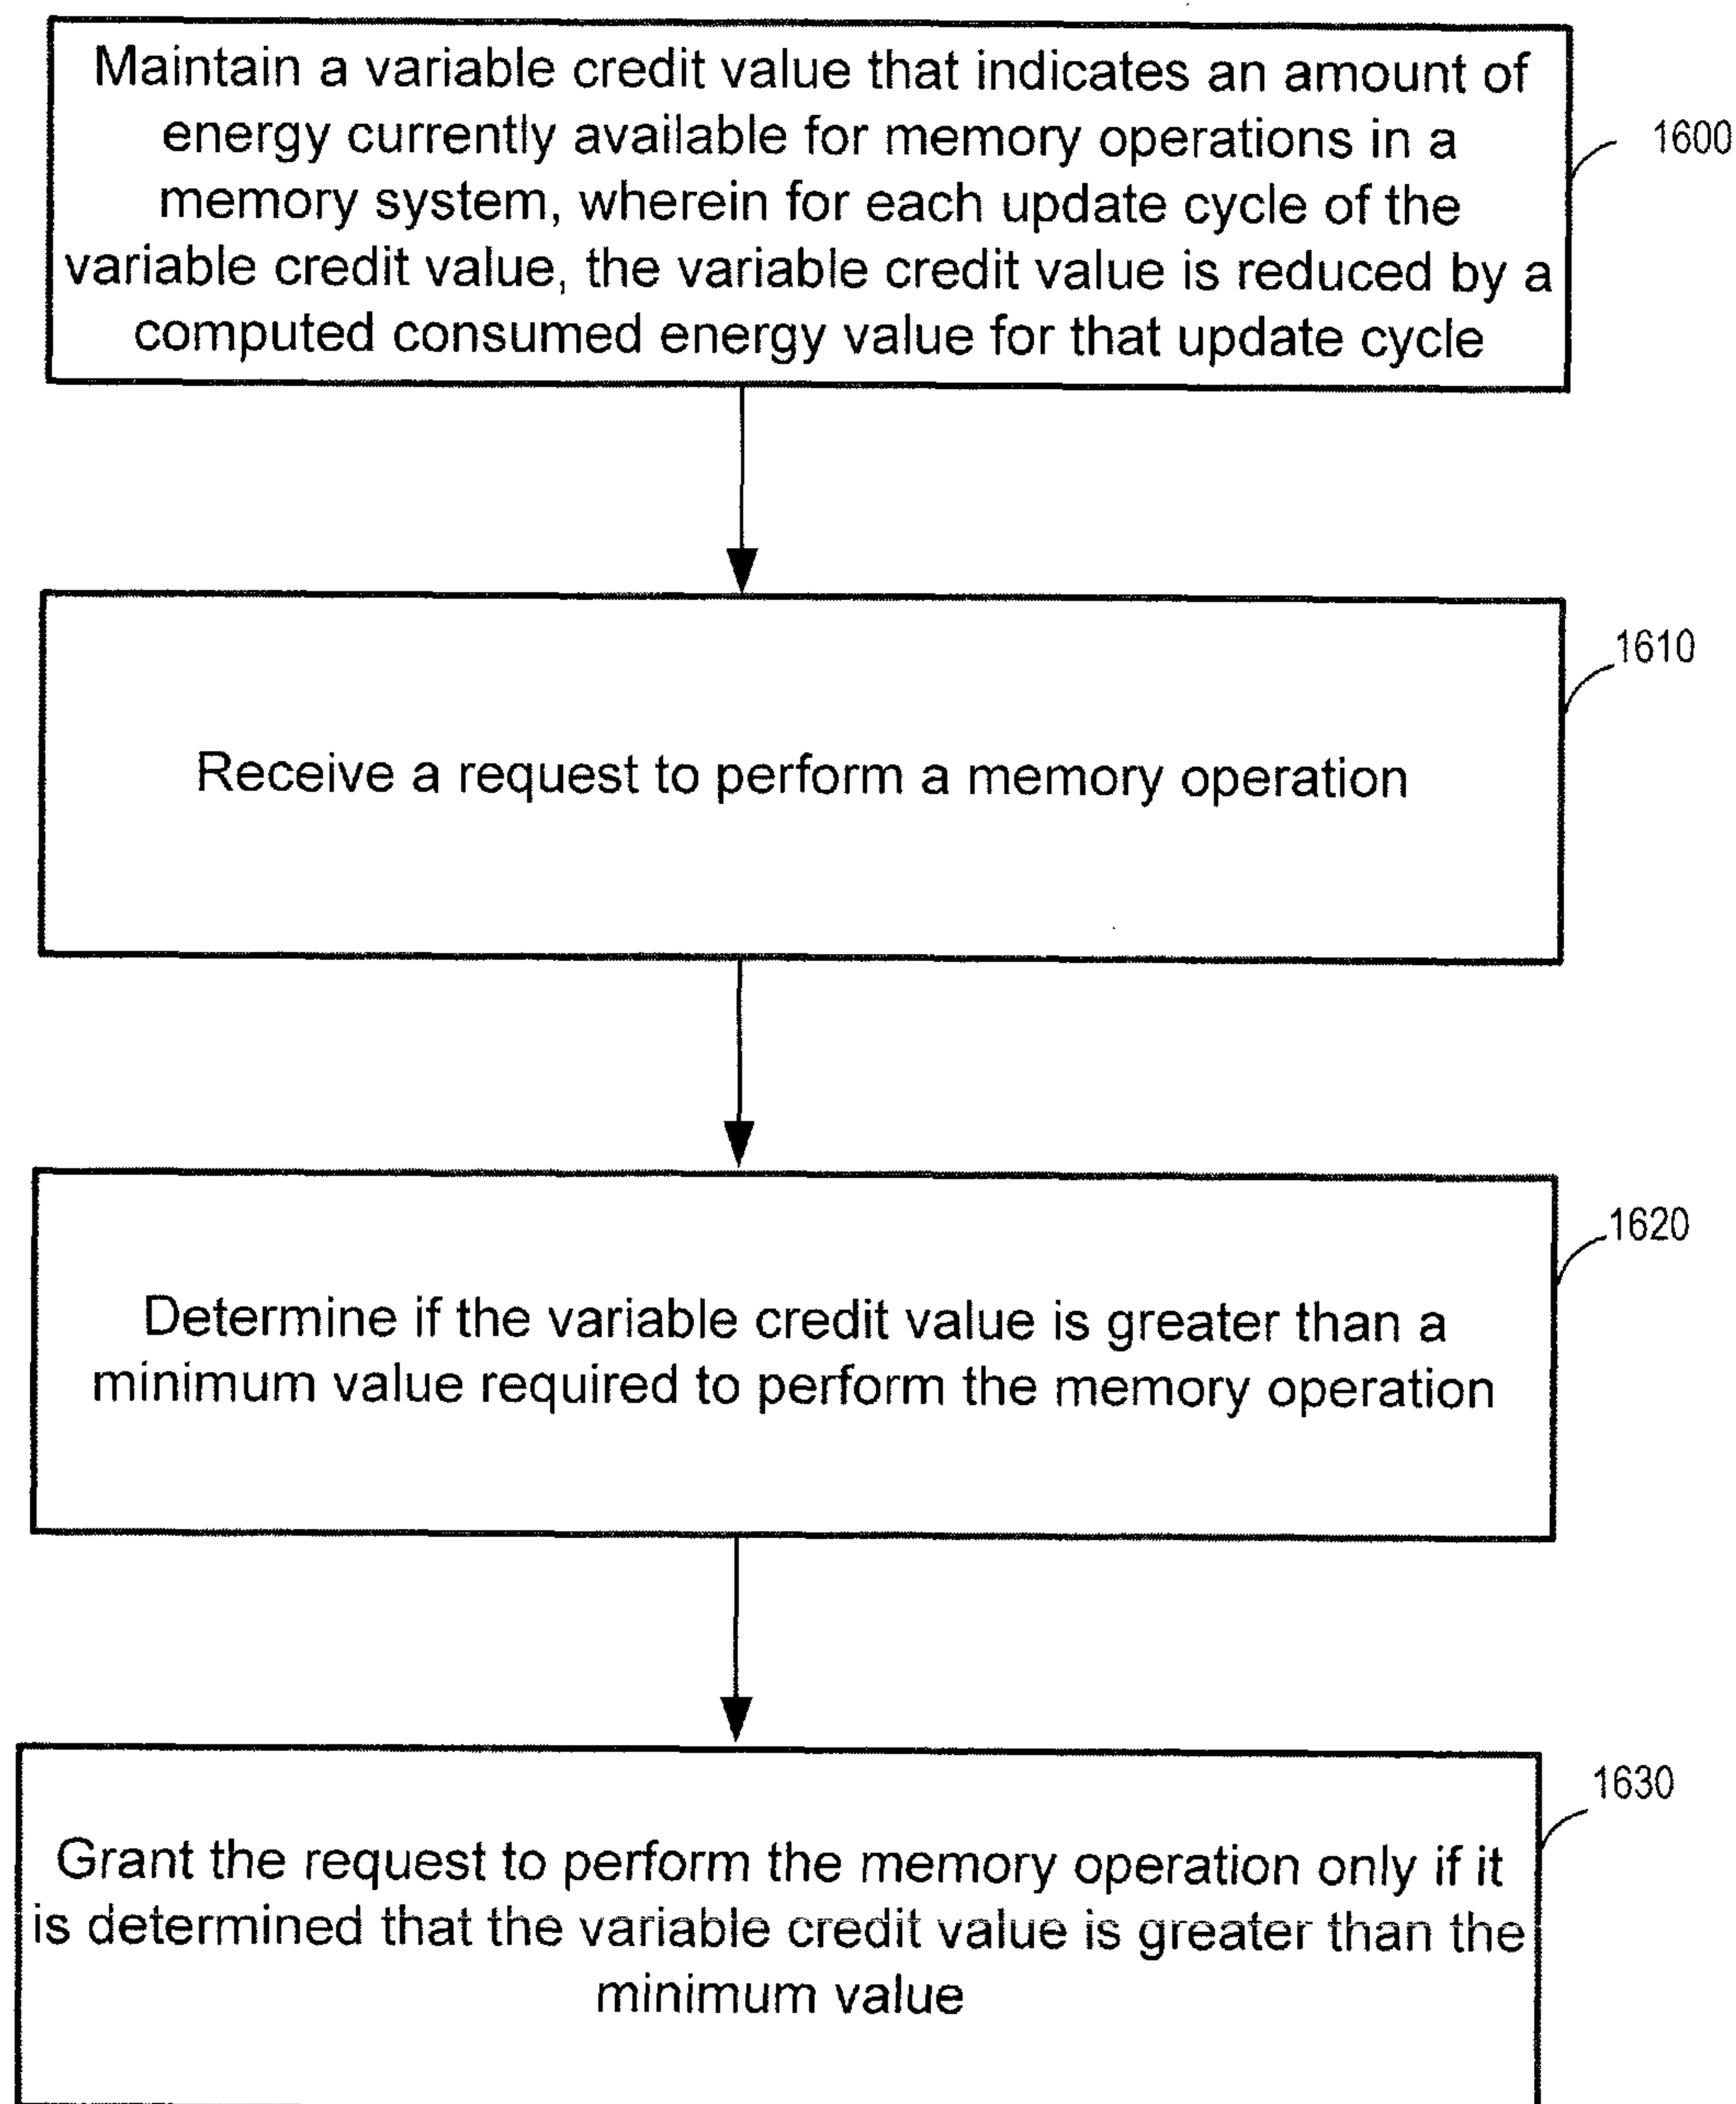 Maintain a variable credit value that indicates an amount of
energy currently available for memory operations in a
memory system, wherein for each update cycle of the
variable credit value, the variable credit value is reduced by a
computed consumed energy value for that update cycle
1600
1610
Receive a request to perform a memory operation
1620
Determine if the variable credit value is greater than a
minimum value required to perform the memory operation
1630
Grant the request to perform the memory operation only if it
is determined that the variable credit value is greater than the
minimum value